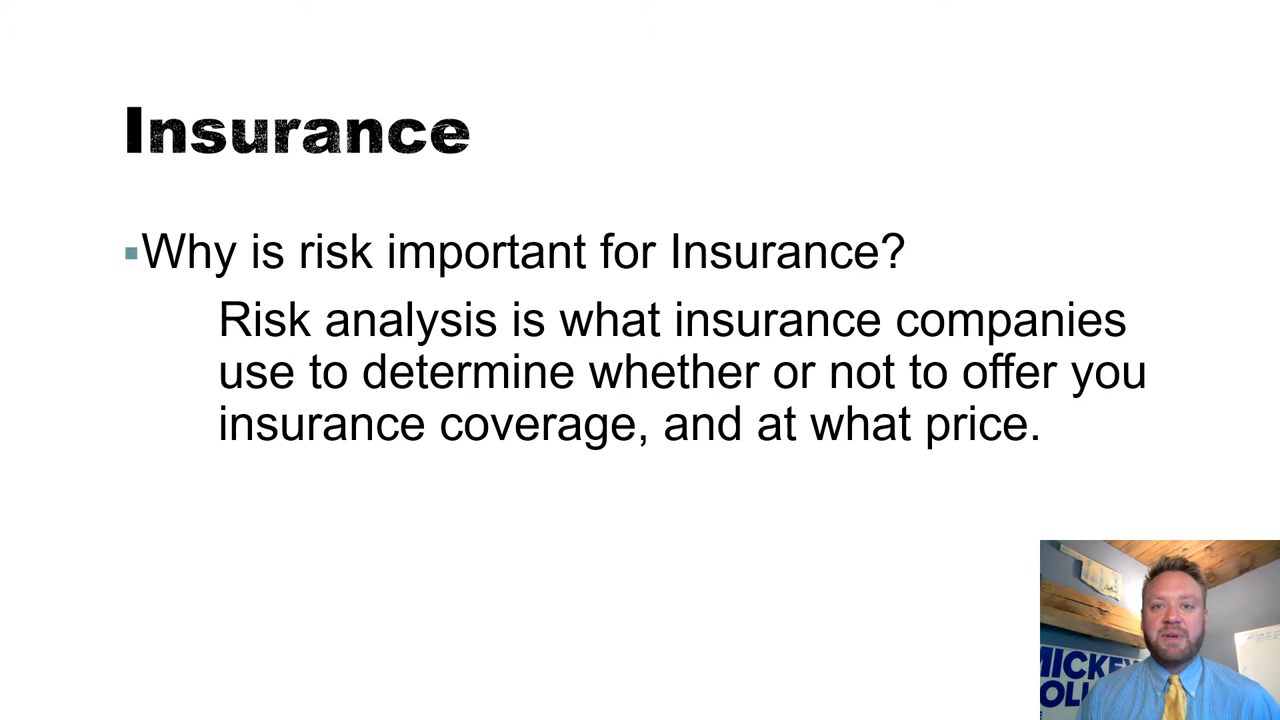 Insurance
▪Why is risk important for Insurance?
Risk analysis is what insurance companies
use to determine whether or not to offer you
insurance coverage, and at what price.
MICKEY